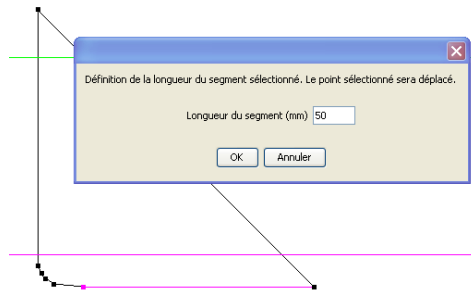 Définition de la longueur du segment sélectionné. Le point sélectionné sera déplacé.
Longueur du segment (mm) 50
OK Annuler